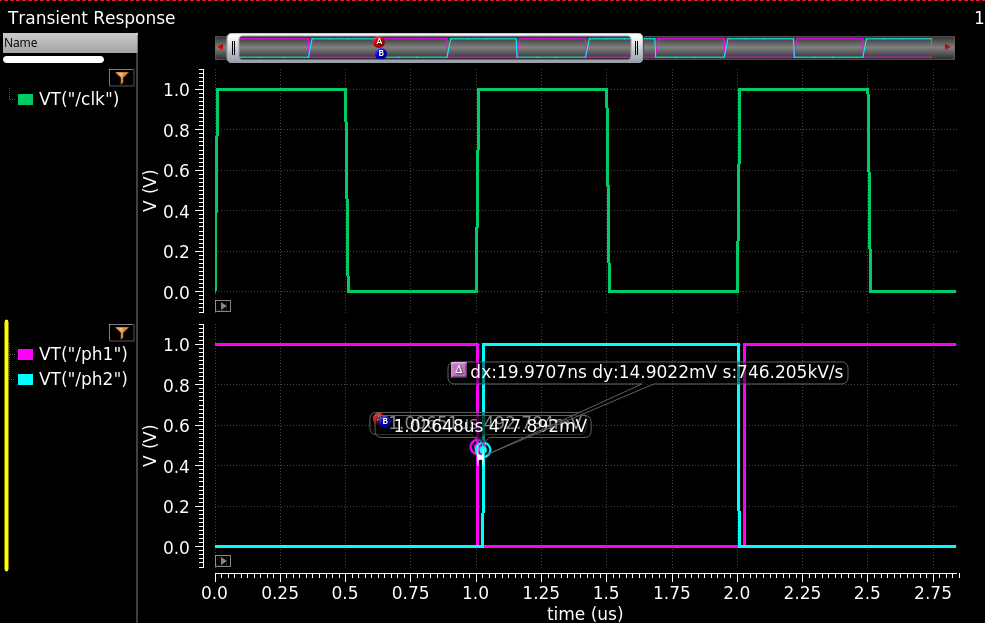 Transient Response 1
Name
VT("/clk")
1.0
0.8
0.6
0.4
0.2
0.0
V (V)
A
B
VT("/ph1")
VT("/ph2")
1.0
0.8
0.6
0.4
0.2
0.0
V (V)
Δ dx:19.9707ns dy:14.9022mV s:746.205kV/s
B 1.02648us 477.892mV
0.0 0.25 0.5 0.75 1.0 1.25 1.5 1.75 2.0 2.25 2.5 2.75
time (us)